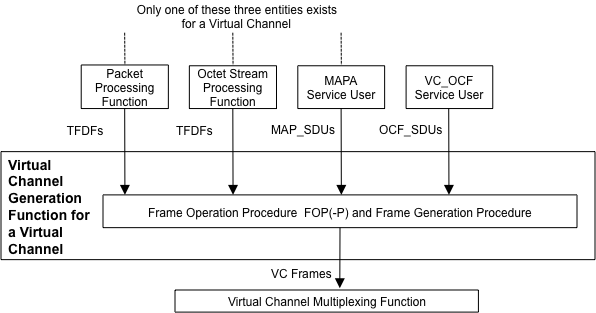 Only one of these three entities exists
for a Virtual Channel
Packet
Processing
Function
Octet Stream
Processing
Function
MAPA
Service User
VC_OCF
Service User
TFDFs
TFDFs
MAP_SDUs
OCF_SDUs
Virtual
Channel
Generation
Function for
a Virtual
Channel
Frame Operation Procedure FOP(-P) and Frame Generation Procedure
VC Frames
Virtual Channel Multiplexing Function